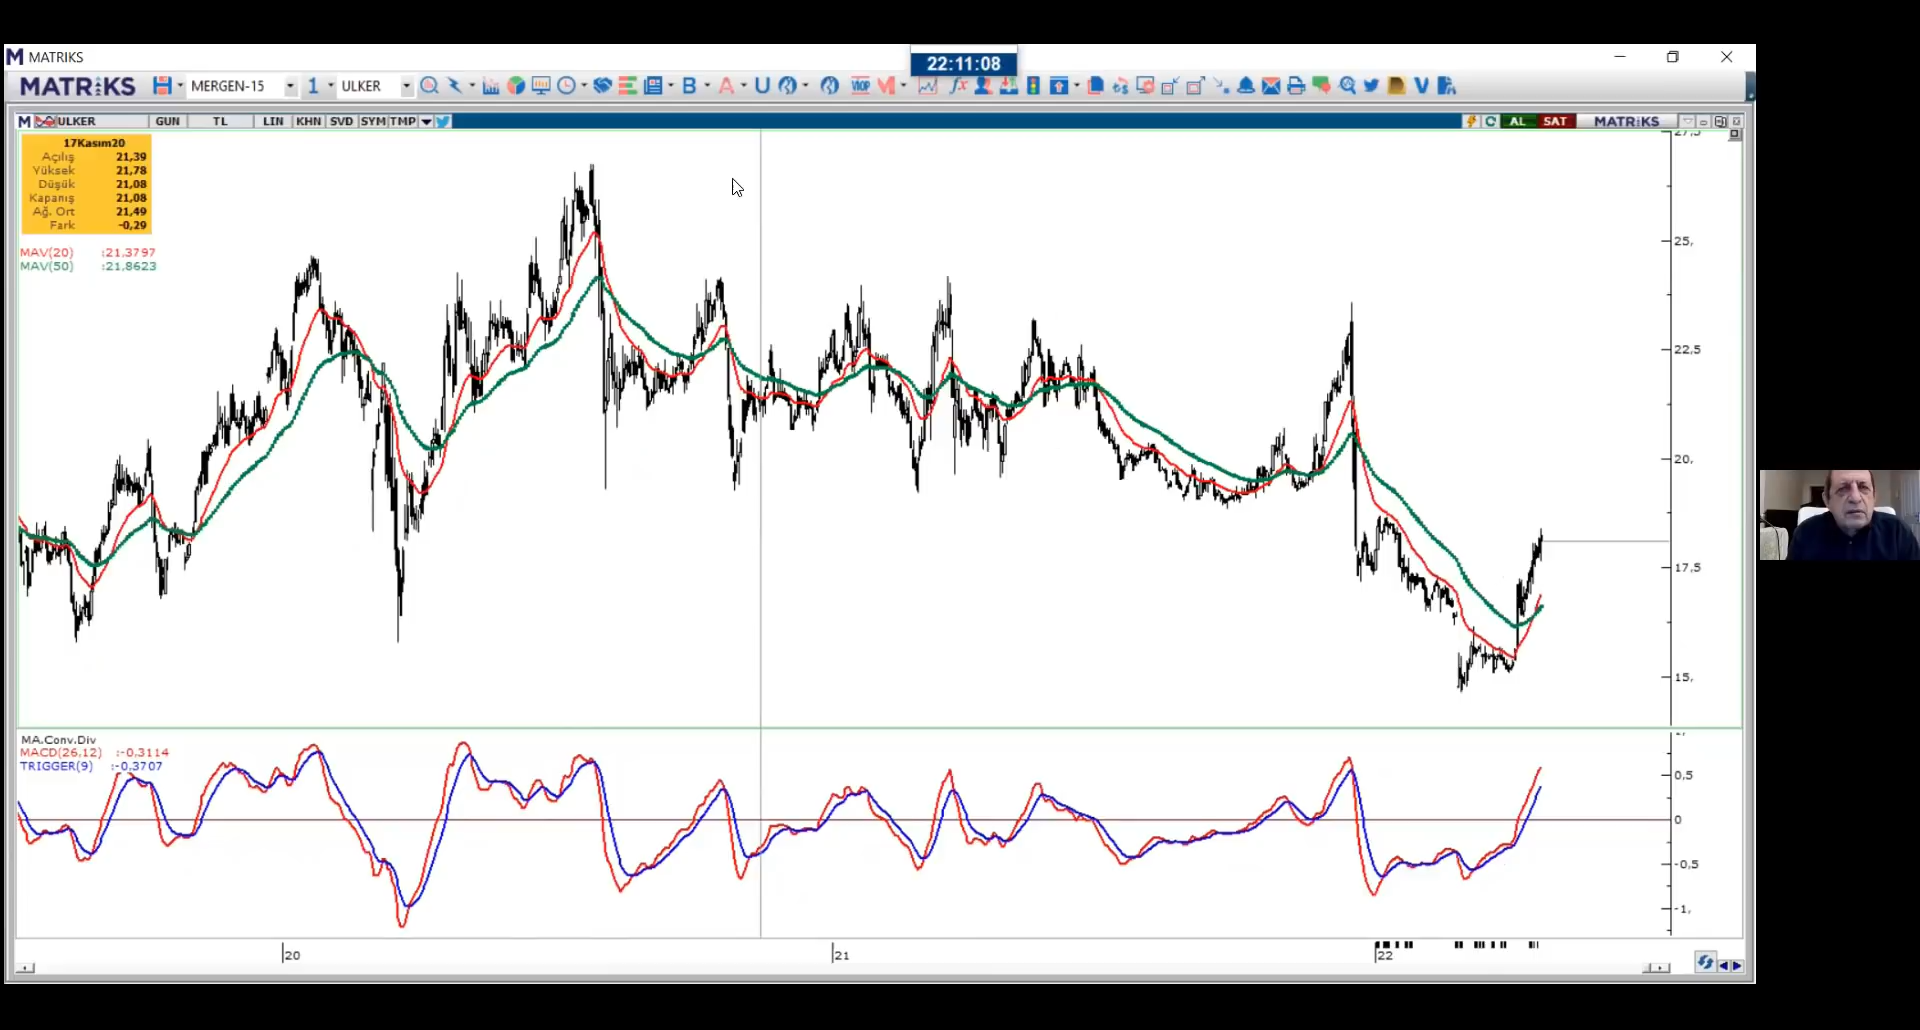 MATRIKS
22:11:08
MATRIKS MERGEN-15 1 ULKER B A U VIOP M fx V
M ULKER GUN TL LIN KHN SVD SYM TMP AL SAT MATRIKS
17Kasım20
Açılış 21,39
Yüksek 21,78
Düşük 21,08
Kapanış 21,08
Ağ. Ort 21,49
Fark -0,29
MAV(20) :21,3797
MAV(50) :21,8623
27,5
25,
22,5
20,
17,5
15,
MA.Conv.Div
MACD(26,12) :-0,3114
TRIGGER(9) :-0,3707
0,5
0
-0,5
-1,
20 21 22